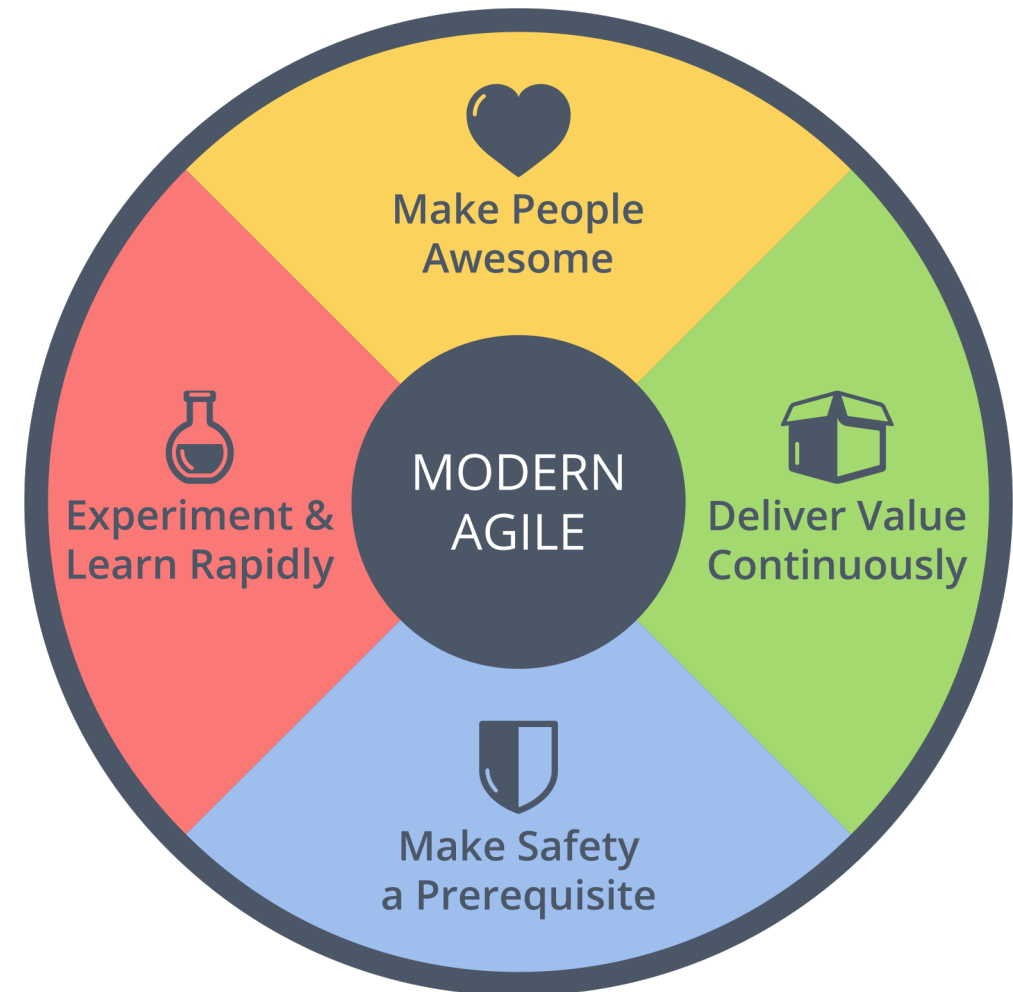 Make People
Awesome
Experiment &
Learn Rapidly
MODERN
AGILE
Deliver Value
Continuously
Make Safety
a Prerequisite